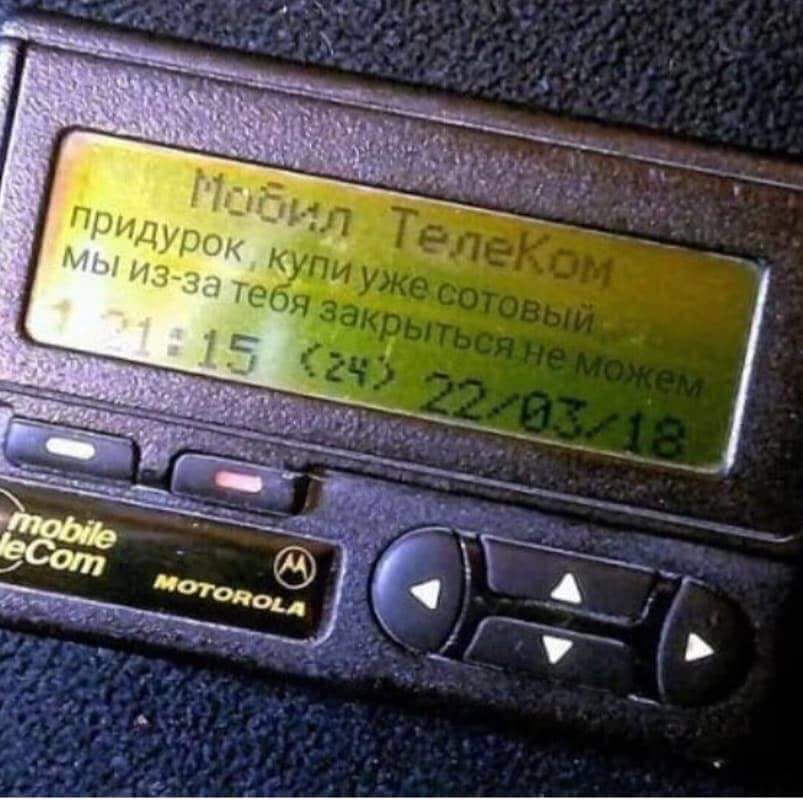 Мобил ТелеКом
придурок, купи уже сотовый
мы из-за тебя закрыться не можем
1 21:15 (24) 22/03/18
mobile
leCom
MOTOROLA